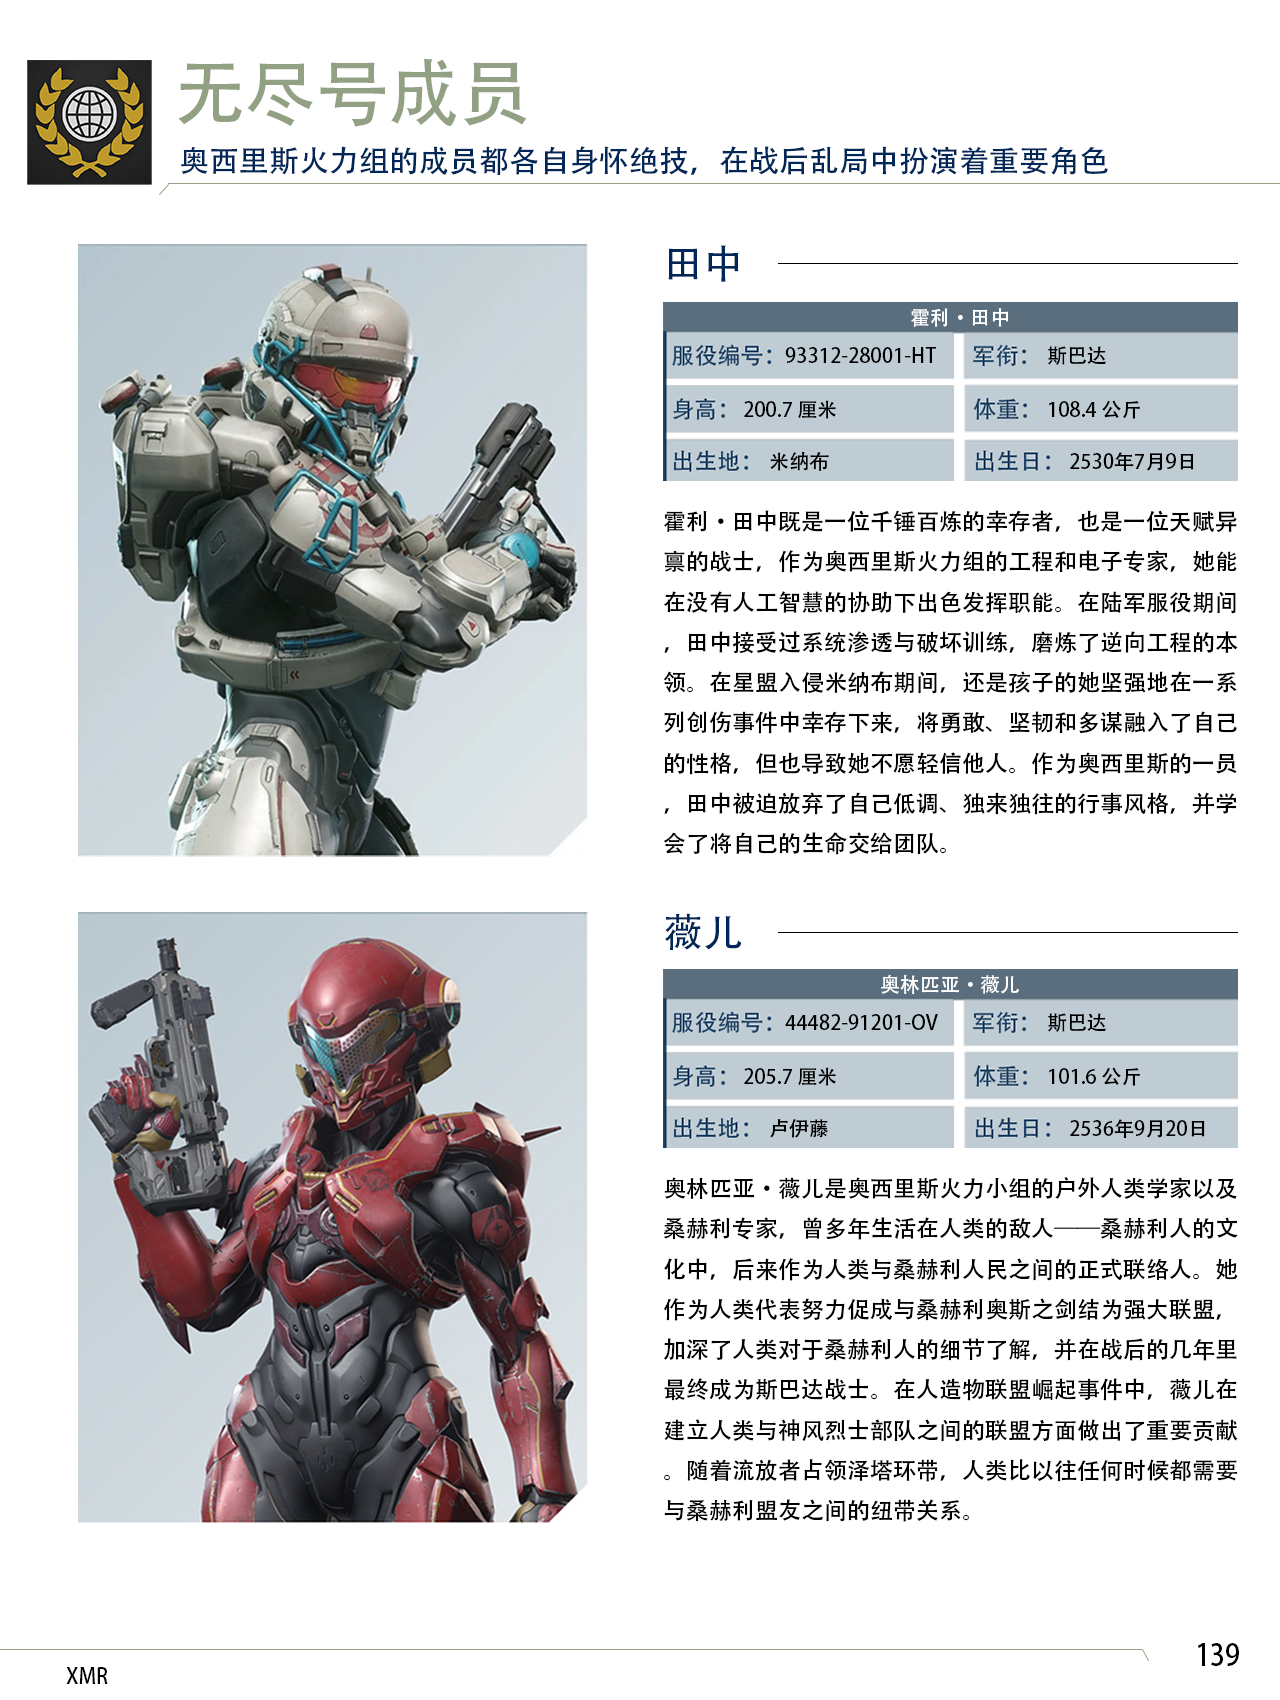 无尽号成员
奥西里斯火力组的成员都各自身怀绝技，在战后乱局中扮演着重要角色
田中
霍利·田中
服役编号：93312-28001-HT 军衔： 斯巴达
身高： 200.7 厘米 体重： 108.4 公斤
出生地： 米纳布 出生日： 2530年7月9日
霍利·田中既是一位千锤百炼的幸存者，也是一位天赋异
禀的战士，作为奥西里斯火力组的工程和电子专家，她能
在没有人工智慧的协助下出色发挥职能。在陆军服役期间
，田中接受过系统渗透与破坏训练，磨炼了逆向工程的本
领。在星盟入侵米纳布期间，还是孩子的她坚强地在一系
列创伤事件中幸存下来，将勇敢、坚韧和多谋融入了自己
的性格，但也导致她不愿轻信他人。作为奥西里斯的一员
，田中被迫放弃了自己低调、独来独往的行事风格，并学
会了将自己的生命交给团队。
薇儿
奥林匹亚·薇儿
服役编号：44482-91201-OV 军衔： 斯巴达
身高： 205.7 厘米 体重： 101.6 公斤
出生地： 卢伊藤 出生日： 2536年9月20日
奥林匹亚·薇儿是奥西里斯火力小组的户外人类学家以及
桑赫利专家，曾多年生活在人类的敌人——桑赫利人的文
化中，后来作为人类与桑赫利人民之间的正式联络人。她
作为人类代表努力促成与桑赫利奥斯之剑结为强大联盟，
加深了人类对于桑赫利人的细节了解，并在战后的几年里
最终成为斯巴达战士。在人造物联盟崛起事件中，薇儿在
建立人类与神风烈士部队之间的联盟方面做出了重要贡献
。随着流放者占领泽塔环带，人类比以往任何时候都需要
与桑赫利盟友之间的纽带关系。
139
XMR